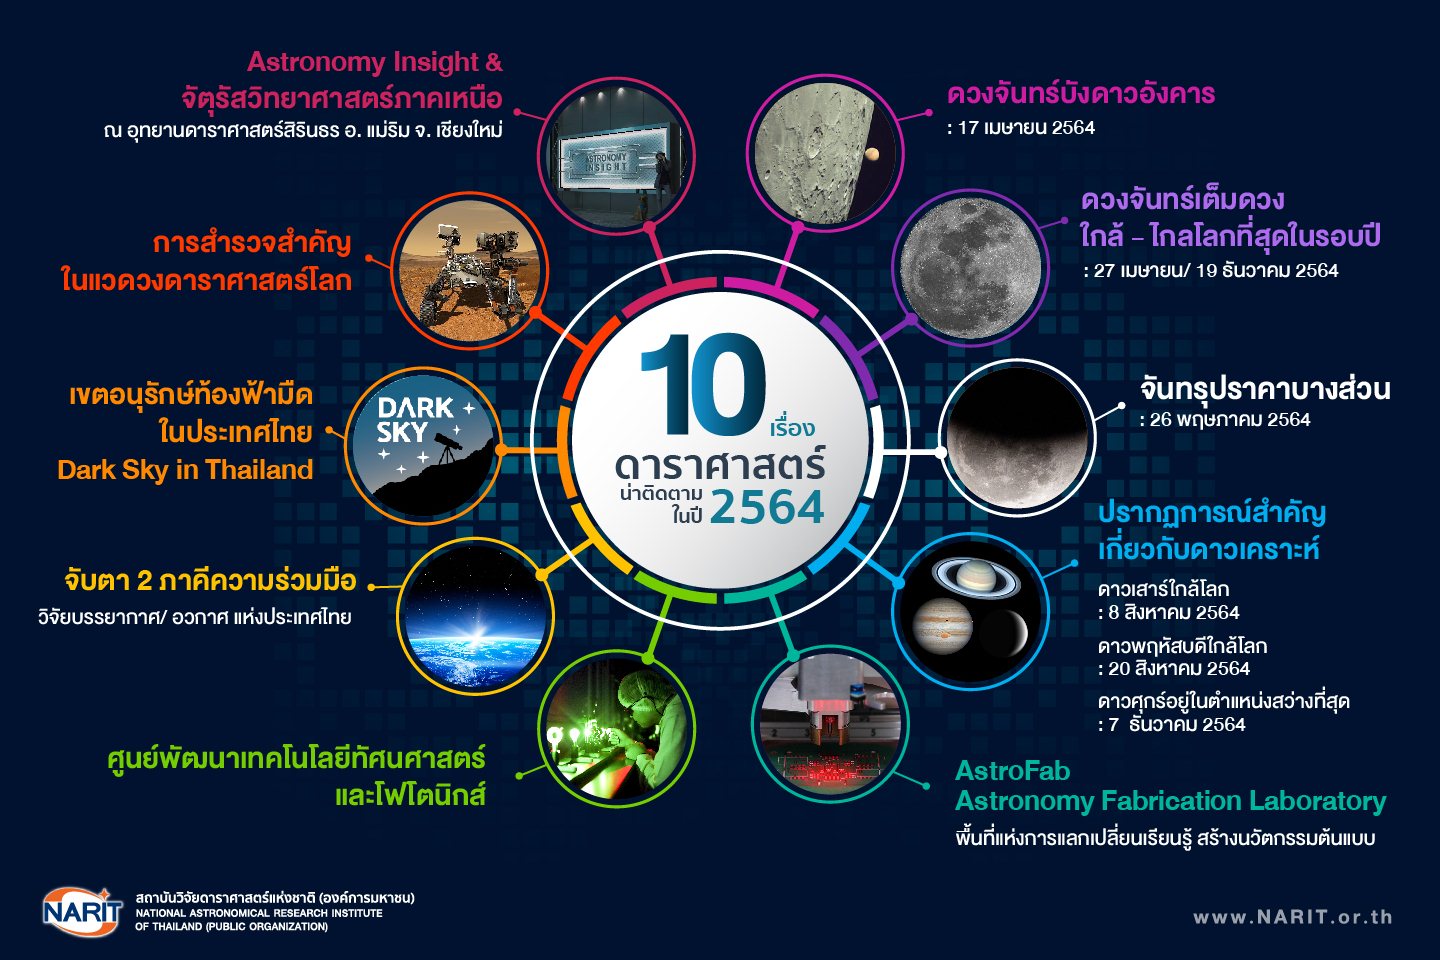 Astronomy Insight &
จัตุรัสวิทยาศาสตร์ภาคเหนือ
ณ อุทยานดาราศาสตร์สิรินธร อ. แม่ริม จ. เชียงใหม่
ASTRONOMY
INSIGHT
ดวงจันทร์บังดาวอังคาร
: 17 เมษายน 2564
ดวงจันทร์เต็มดวง
ใกล้ - ไกลโลกที่สุดในรอบปี
: 27 เมษายน/ 19 ธันวาคม 2564
การสำรวจสำคัญ
ในแวดวงดาราศาสตร์โลก
10
เรื่อง
ดาราศาสตร์
น่าติดตาม
ในปี 2564
เขตอนุรักษ์ท้องฟ้ามืด
ในประเทศไทย
Dark Sky in Thailand
DARK
SKY
จันทรุปราคาบางส่วน
: 26 พฤษภาคม 2564
ปรากฏการณ์สำคัญ
เกี่ยวกับดาวเคราะห์
ดาวเสาร์ใกล้โลก
: 8 สิงหาคม 2564
ดาวพฤหัสบดีใกล้โลก
: 20 สิงหาคม 2564
ดาวศุกร์อยู่ในตำแหน่งสว่างที่สุด
: 7 ธันวาคม 2564
จับตา 2 ภาคีความร่วมมือ
วิจัยบรรยากาศ/ อวกาศ แห่งประเทศไทย
ศูนย์พัฒนาเทคโนโลยีทัศนศาสตร์
และโฟโตนิกส์
AstroFab
Astronomy Fabrication Laboratory
พื้นที่แห่งการแลกเปลี่ยนเรียนรู้ สร้างนวัตกรรมต้นแบบ
NARIT
สถาบันวิจัยดาราศาสตร์แห่งชาติ (องค์การมหาชน)
NATIONAL ASTRONOMICAL RESEARCH INSTITUTE
OF THAILAND (PUBLIC ORGANIZATION)
www.NARIT.or.th